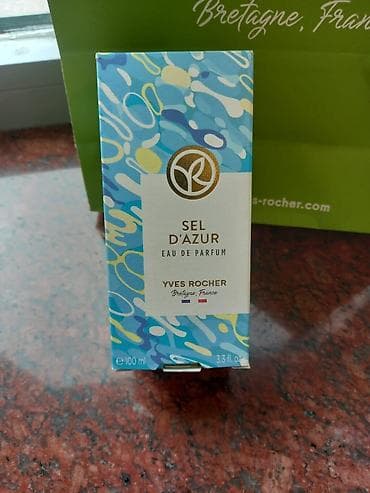 Bretagne, Fran
s-rocher.com
SEL
D'AZUR
EAU DE PARFUM
YVES ROCHER
Bretagne, France
e 100 ml
3.3 fl. oz